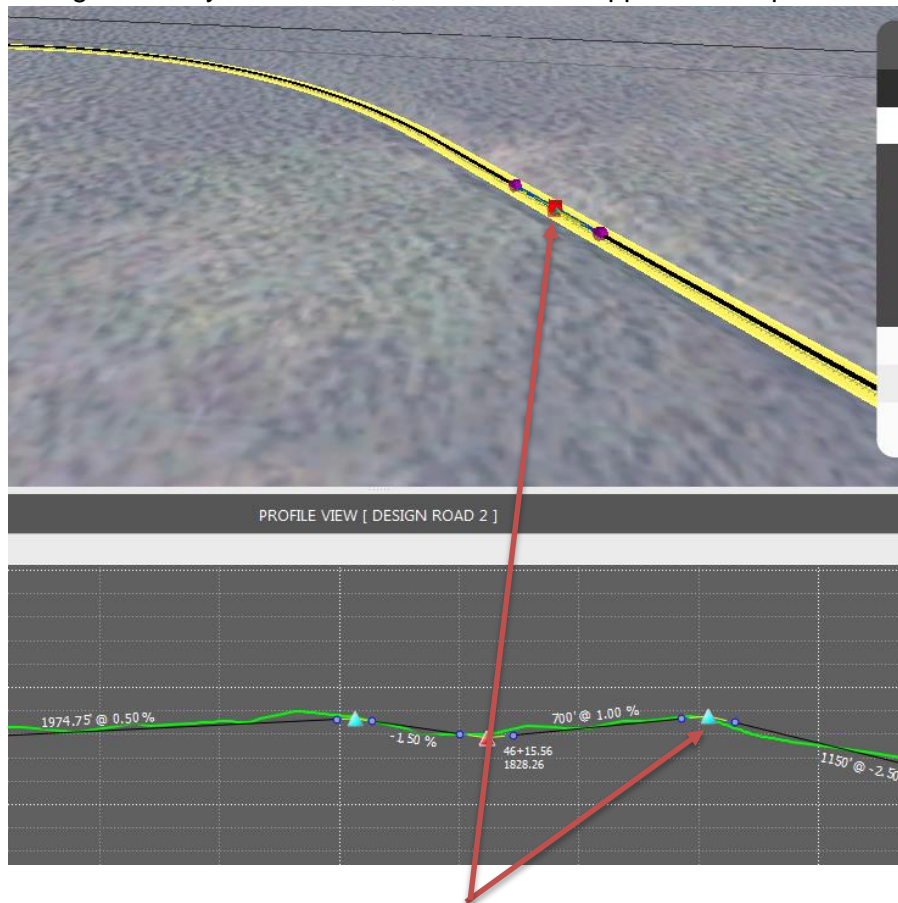 PROFILE VIEW [ DESIGN ROAD 2 ]
1974.75' @ 0.50 %
-1.50 %
46+15.56
1828.26
700' @ 1.00 %
1150' @ -2.50